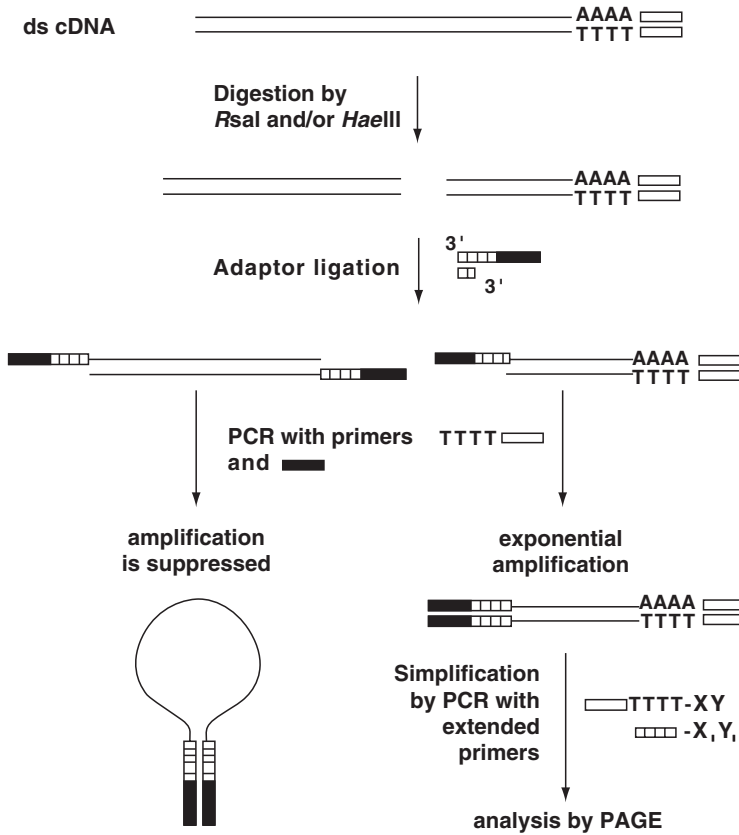 ds cDNA
AAAA
TTTT
Digestion by
RsaI and/or HaeIII
AAAA
TTTT
Adaptor ligation
3'
3'
AAAA
TTTT
PCR with primers
and
TTTT
amplification
is suppressed
exponential
amplification
AAAA
TTTT
Simplification
by PCR with
extended
primers
TTTT-XY
-X₁Y₁
analysis by PAGE